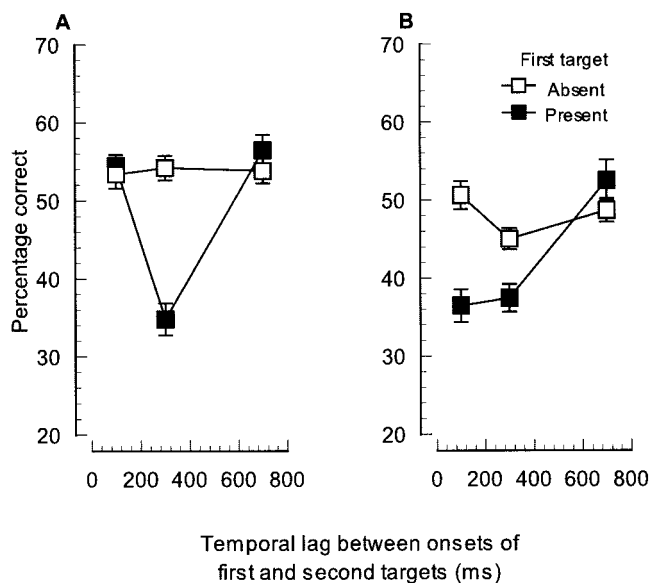 A
B
70
60
50
40
30
20
Percentage correct
0 200 400 600 800
70
60
50
40
30
20
First target
Absent
Present
0 200 400 600 800
Temporal lag between onsets of
first and second targets (ms)